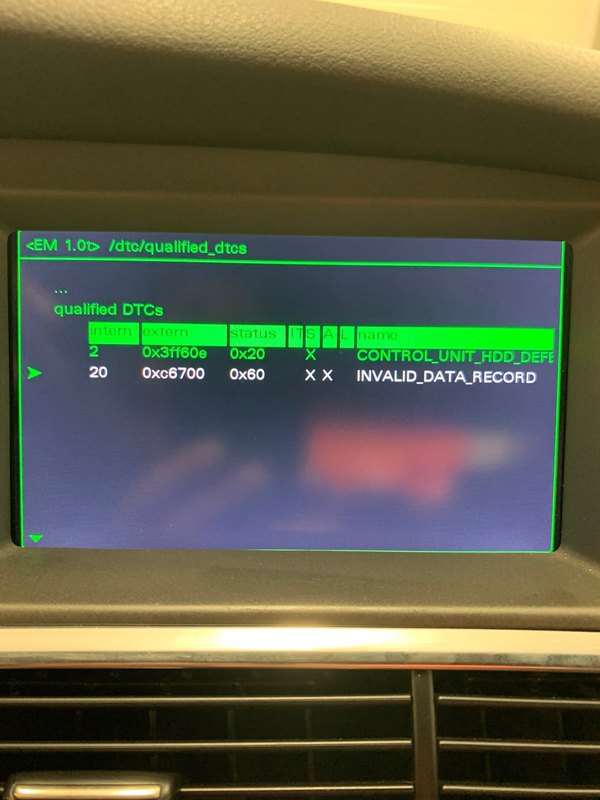 <EM 1.0t> /dtc/qualified_dtcs
...
qualified DTCs
intern extern status I T S A L name
2 0x3ff60e 0x20 X CONTROL_UNIT_HDD_DEFE
20 0xc6700 0x60 X X INVALID_DATA_RECORD